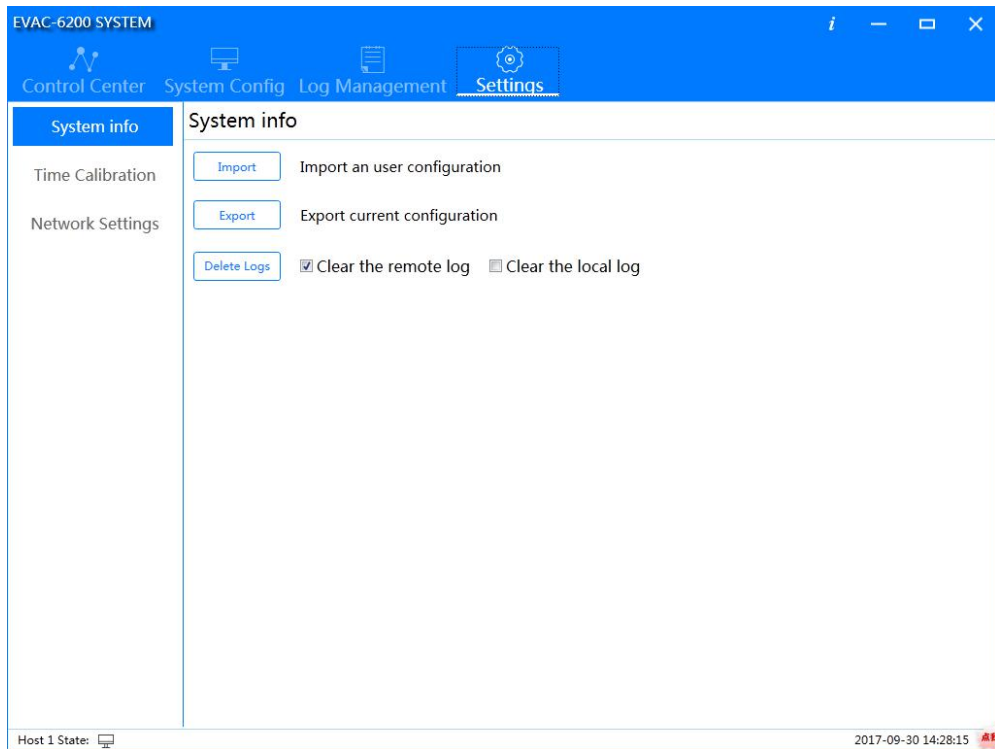 EVAC-6200 SYSTEM
i
Control Center System Config Log Management Settings
System info
Time Calibration
Network Settings
System info
Import Import an user configuration
Export Export current configuration
Delete Logs Clear the remote log Clear the local log
Host 1 State: 2017-09-30 14:28:15